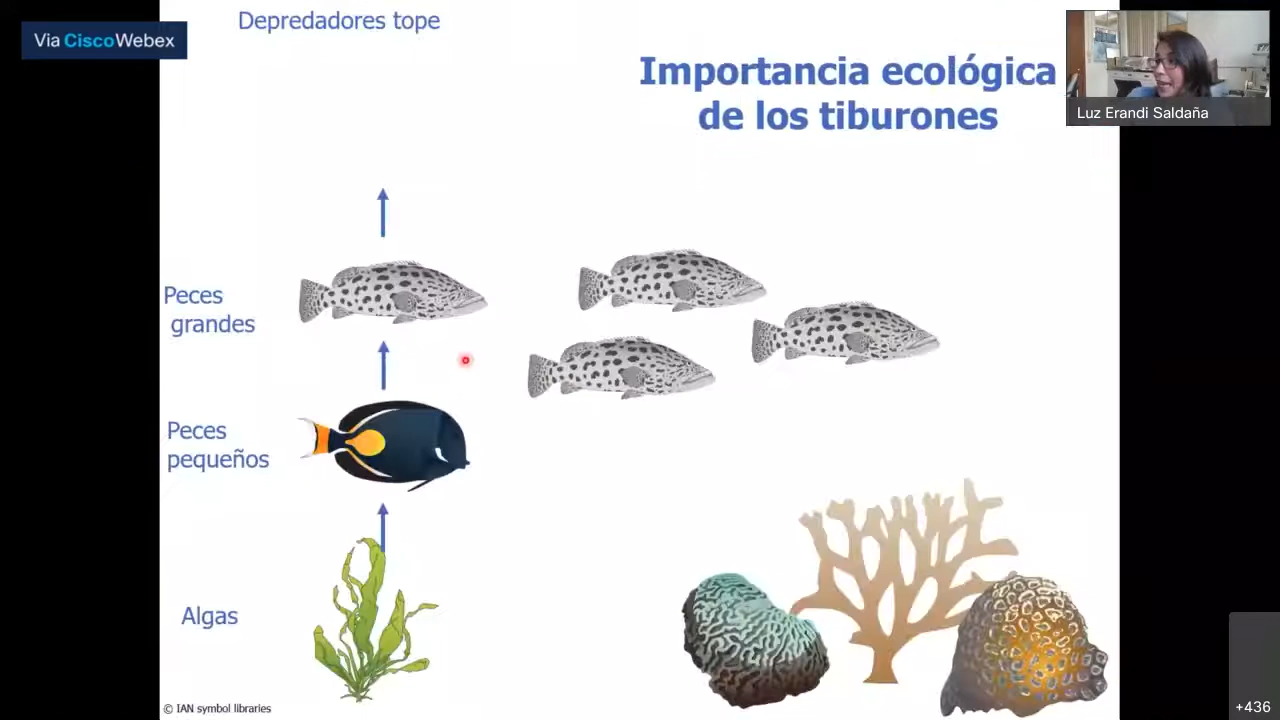 Depredadores tope
Via CiscoWebex
Importancia ecológica
de los tiburones
Luz Erandi Saldaña
Peces
grandes
Peces
pequeños
Algas
© IAN symbol libraries
+436